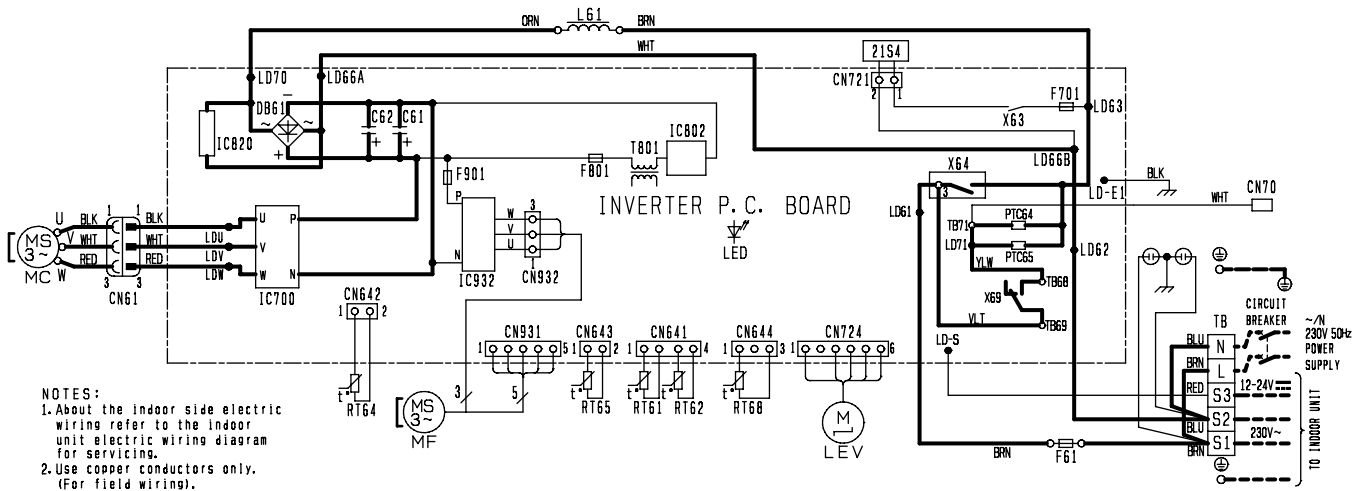 ORN
L61
BRN
WHT
21S4
CN721
2
1
LD70
LD66A
DB61
−
~
~
+
C62
C61
+
+
IC820
X63
F701
LD63
T801
IC802
F801
F901
LD66B
X64
3
LD-E1
BLK
WHT
CN70
INVERTER P. C. BOARD
LED
P
N
IC932
W
V
U
3
1
CN932
U
V
W
MS
3~
MC
BLK
WHT
RED
1
3
CN61
1
3
BLK
WHT
RED
LDU
LDV
LDW
U
V
W
P
N
IC700
LD61
TB71
PTC64
LD71
PTC65
YLW
TB68
X69
TB69
VLT
LD62
LD-S
CN642
1
2
t°
RT64
CN931
1
5
CN643
1
2
t°
RT65
CN641
1
4
t°
RT61
t°
RT62
CN644
1
3
t°
RT68
CN724
1
6
M
LEV
3
5
MS
3~
MF
BRN
F61
TB
CIRCUIT
BREAKER
~/N
230V 50Hz
POWER
SUPPLY
BLU
N
BRN
L
RED
S3
12-24V
S2
BLU
S1
230V~
BRN
TO INDOOR UNIT
NOTES:
1. About the indoor side electric
wiring refer to the indoor
unit electric wiring diagram
for servicing.
2. Use copper conductors only.
(For field wiring).